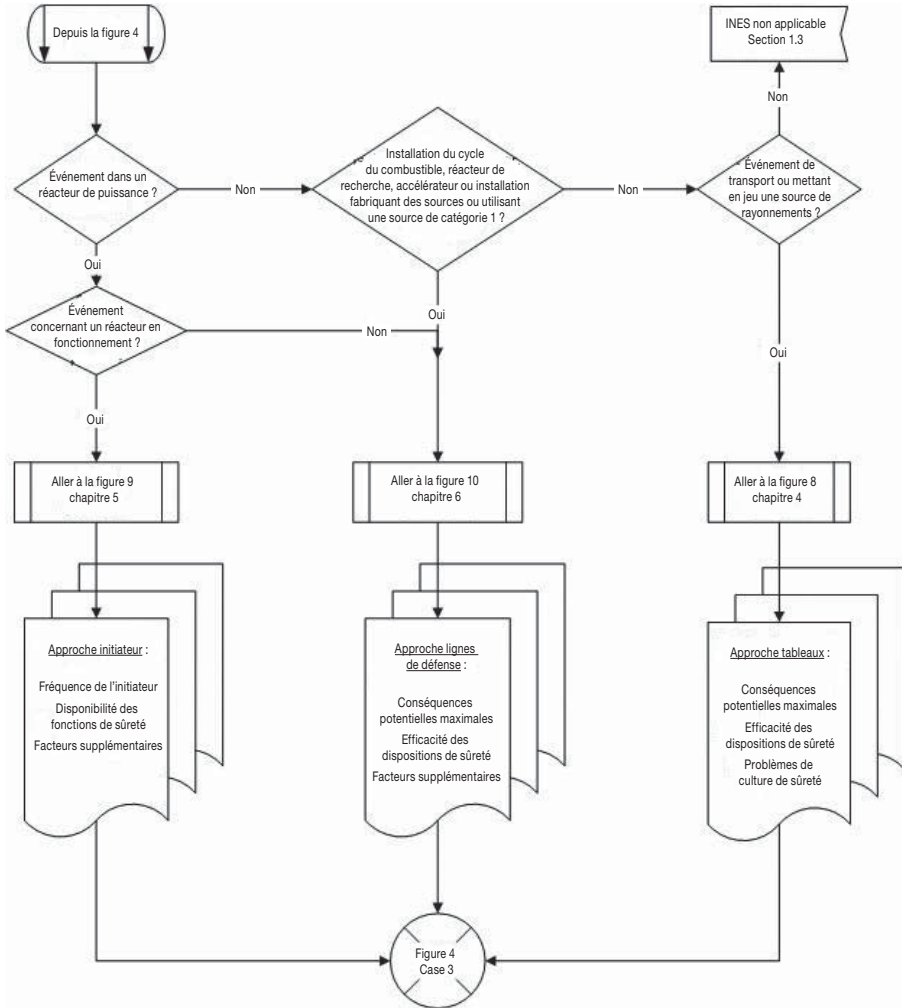 Depuis la figure 4
INES non applicable
Section 1.3
Non
Événement dans un
réacteur de puissance ?
Non
Installation du cycle
du combustible, réacteur de
recherche, accélérateur ou installation
fabriquant des sources ou utilisant
une source de catégorie 1 ?
Non
Événement de
transport ou mettant
en jeu une source de
rayonnements ?
Oui
Événement
concernant un réacteur en
fonctionnement ?
Non
Oui
Oui
Oui
Aller à la figure 9
chapitre 5
Aller à la figure 10
chapitre 6
Aller à la figure 8
chapitre 4
Approche initiateur :
Fréquence de l'initiateur
Disponibilité des
fonctions de sûreté
Facteurs supplémentaires
Approche lignes
de défense :
Conséquences
potentielles maximales
Efficacité des
dispositions de sûreté
Facteurs supplémentaires
Approche tableaux :
Conséquences
potentielles maximales
Efficacité des
dispositions de sûreté
Problèmes de
culture de sûreté
Figure 4
Case 3